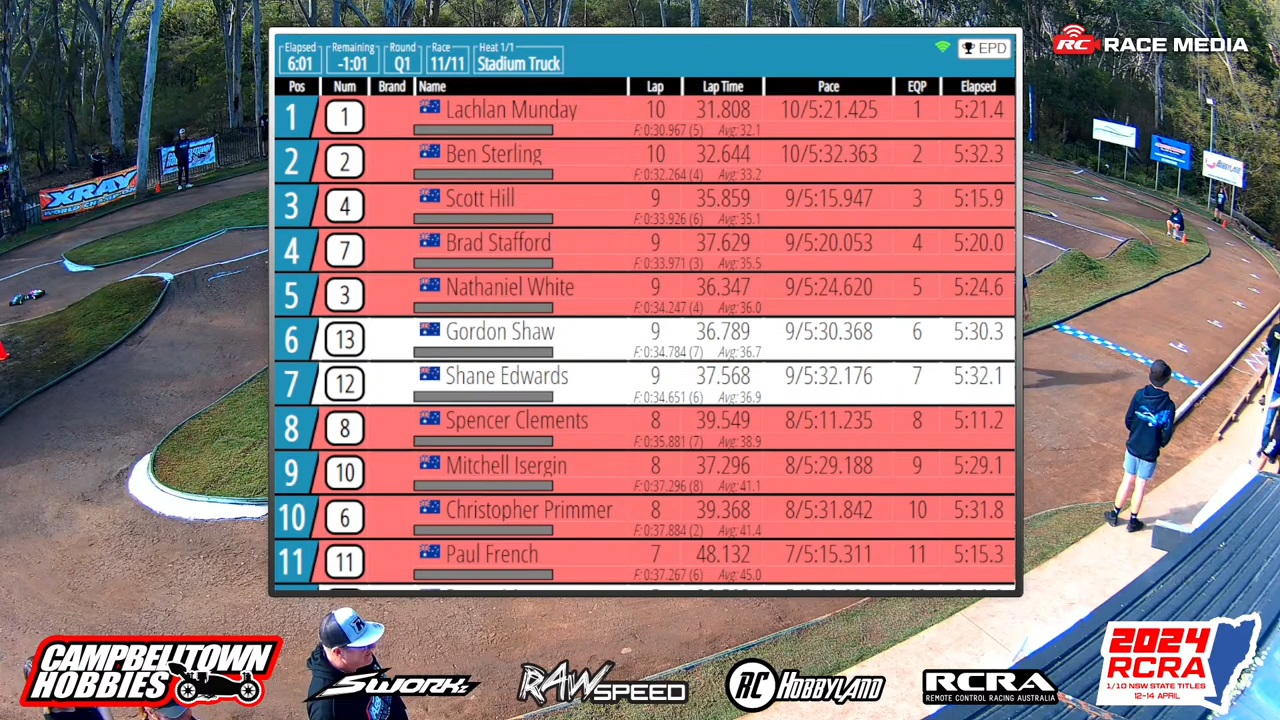 Elapsed
6:01
Remaining
-1:01
Round
Q1
Race
11/11
Heat 1/1
Stadium Truck
EPD
RC RACE MEDIA
Pos Num Brand Name Lap Lap Time Pace EQP Elapsed
1 1 Lachlan Munday 10 31.808 10/5:21.425 1 5:21.4
F: 0:30.967 (5) Avg: 32.1
2 2 Ben Sterling 10 32.644 10/5:32.363 2 5:32.3
F: 0:32.264 (4) Avg: 33.2
3 4 Scott Hill 9 35.859 9/5:15.947 3 5:15.9
F: 0:33.926 (6) Avg: 35.1
4 7 Brad Stafford 9 37.629 9/5:20.053 4 5:20.0
F: 0:33.971 (3) Avg: 35.5
5 3 Nathaniel White 9 36.347 9/5:24.620 5 5:24.6
F: 0:34.247 (4) Avg: 36.0
6 13 Gordon Shaw 9 36.789 9/5:30.368 6 5:30.3
F: 0:34.784 (7) Avg: 36.7
7 12 Shane Edwards 9 37.568 9/5:32.176 7 5:32.1
F: 0:34.651 (6) Avg: 36.9
8 8 Spencer Clements 8 39.549 8/5:11.235 8 5:11.2
F: 0:35.881 (7) Avg: 38.9
9 10 Mitchell Isergin 8 37.296 8/5:29.188 9 5:29.1
F: 0:37.296 (8) Avg: 41.1
10 6 Christopher Primmer 8 39.368 8/5:31.842 10 5:31.8
F: 0:37.884 (2) Avg: 41.4
11 11 Paul French 7 48.132 7/5:15.311 11 5:15.3
F: 0:37.267 (6) Avg: 45.0
XRAY
WORLD CHAMPION
CAMPBELLTOWN
HOBBIES
SWORKz
RAW SPEED
RC HOBBYLAND
RCRA
REMOTE CONTROL RACING AUSTRALIA
2024
RCRA
1/10 NSW STATE TITLES
12-14 APRIL